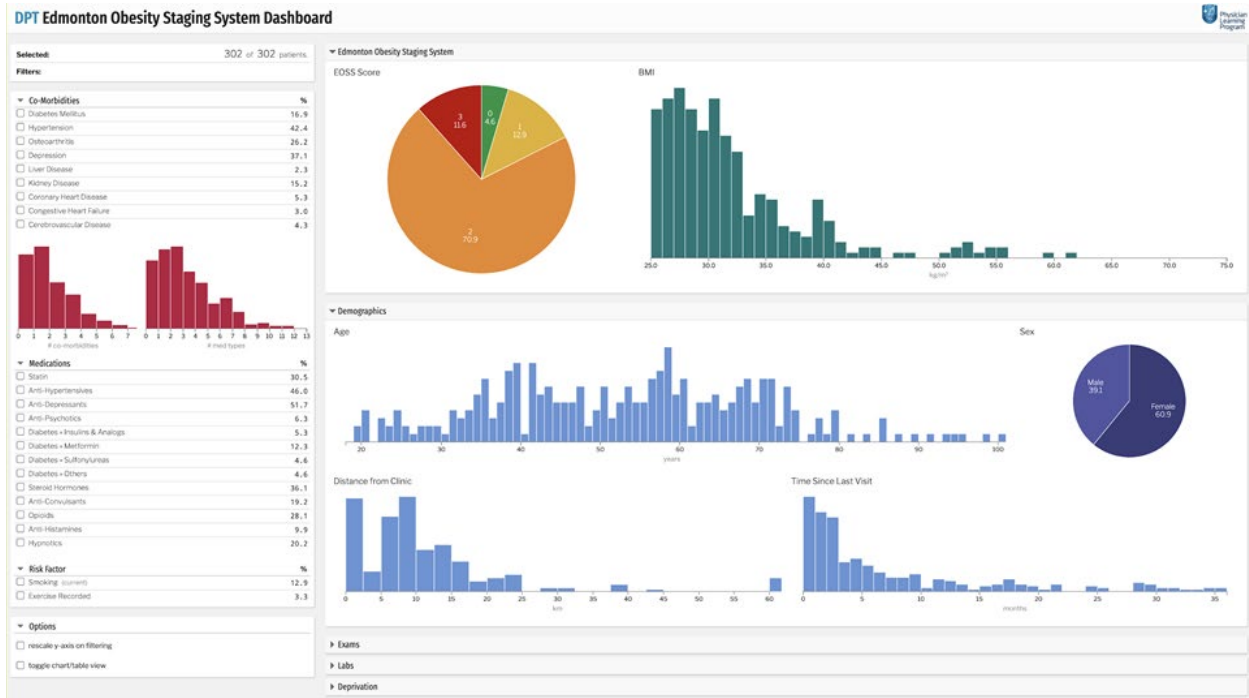 DPT Edmonton Obesity Staging System Dashboard
Physician
Learning
Program
Selected: 302 of 302 patients.
Filters:
Co-Morbidities %
Diabetes Mellitus 16.9
Hypertension 42.4
Osteoarthritis 26.2
Depression 37.1
Liver Disease 2.3
Kidney Disease 15.2
Coronary Heart Disease 5.3
Congestive Heart Failure 3.0
Cerebrovascular Disease 4.3
0 1 2 3 4 5 6 7
# co-morbidities
0 1 2 3 4 5 6 7 8 9 10 11 12 13
# med types
Medications %
Statin 30.5
Anti-Hypertensives 46.0
Anti-Depressants 51.7
Anti-Psychotics 6.3
Diabetes - Insulins & Analogs 5.3
Diabetes - Metformin 12.3
Diabetes - Sulfonylureas 4.6
Diabetes - Others 4.6
Steroid Hormones 36.1
Anti-Convulsants 19.2
Opioids 28.1
Anti-Histamines 9.9
Hypnotics 20.2
Risk Factor %
Smoking (current) 12.9
Exercise Recorded 3.3
Options
rescale y-axis on filtering
toggle chart/table view
Edmonton Obesity Staging System
EOSS Score
0
4.6
1
12.9
2
70.9
3
11.6
BMI
25.0 30.0 35.0 40.0 45.0 50.0 55.0 60.0 65.0 70.0 75.0
kg/m²
Demographics
Age
20 30 40 50 60 70 80 90 100
years
Sex
Male
39.1
Female
60.9
Distance from Clinic
0 5 10 15 20 25 30 35 40 45 50 55 60
km
Time Since Last Visit
0 5 10 15 20 25 30 35
months
Exams
Labs
Deprivation